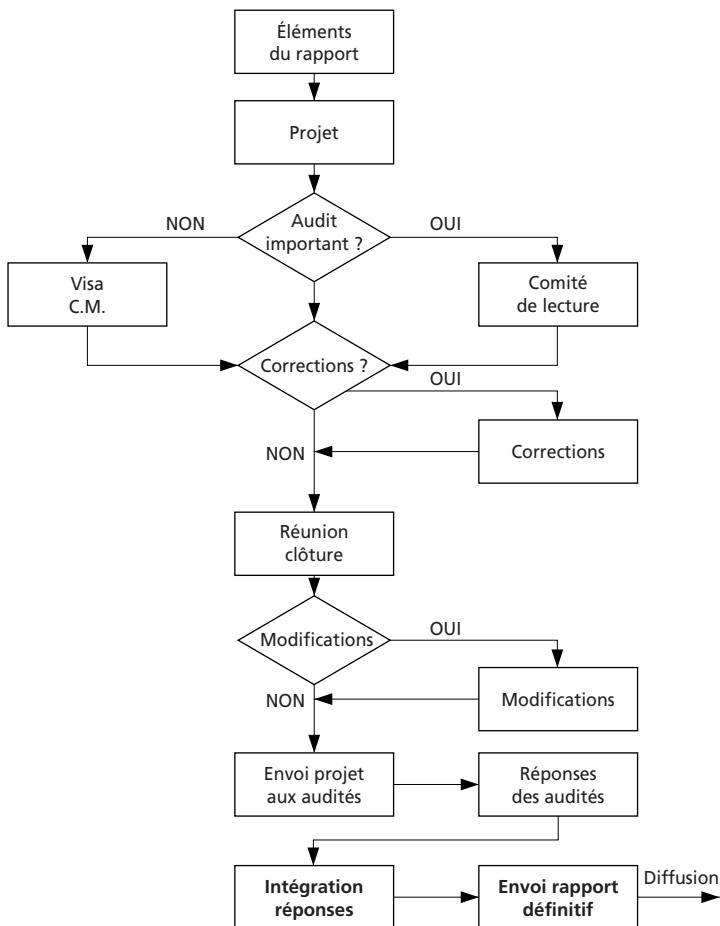 Éléments
du rapport
Projet
NON
Audit
important ?
OUI
Visa
C.M.
Comité
de lecture
Corrections ?
OUI
NON
Corrections
Réunion
clôture
Modifications
OUI
NON
Modifications
Envoi projet
aux audités
Réponses
des audités
Intégration
réponses
Envoi rapport
définitif
Diffusion